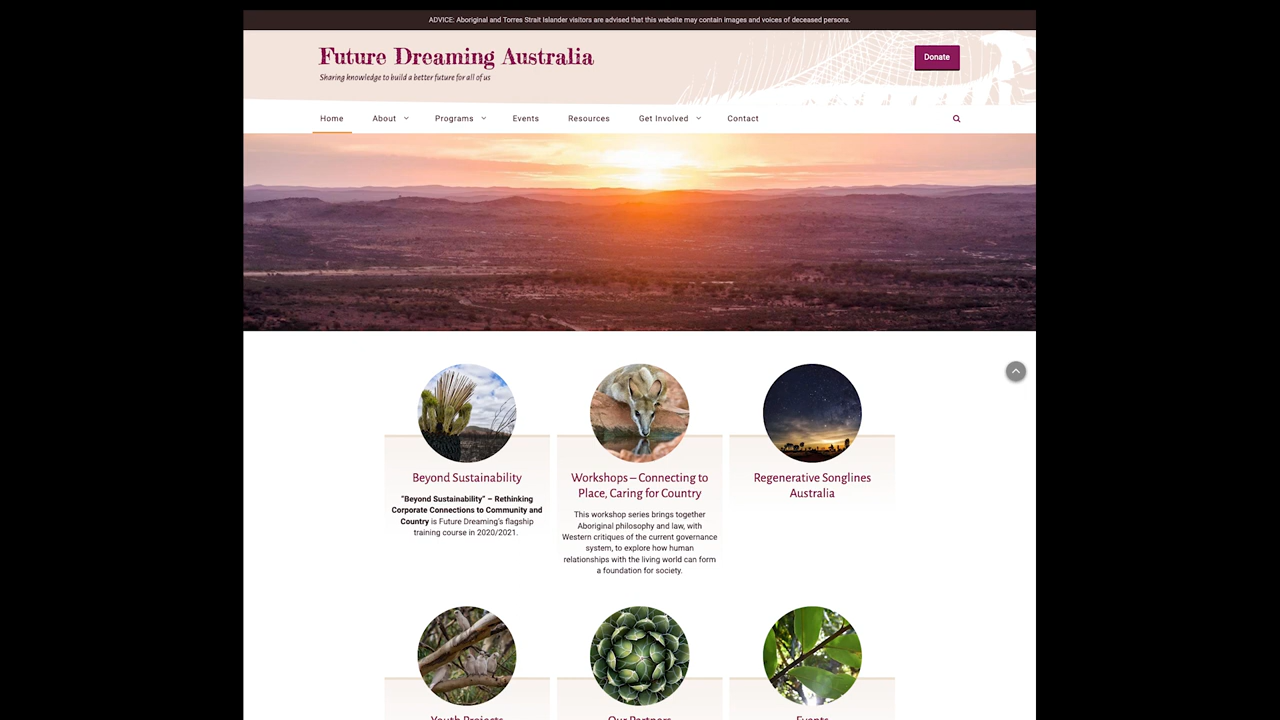 ADVICE: Aboriginal and Torres Strait Islander visitors are advised that this website may contain images and voices of deceased persons.
Future Dreaming Australia
Sharing knowledge to build a better future for all of us
Donate
Home About Programs Events Resources Get Involved Contact
Beyond Sustainability
"Beyond Sustainability" – Rethinking
Corporate Connections to Community and
Country is Future Dreaming's flagship
training course in 2020/2021.
Workshops – Connecting to
Place, Caring for Country
This workshop series brings together
Aboriginal philosophy and law, with
Western critiques of the current governance
system, to explore how human
relationships with the living world can form
a foundation for society.
Regenerative Songlines
Australia
Youth Projects
Our Partners
Events